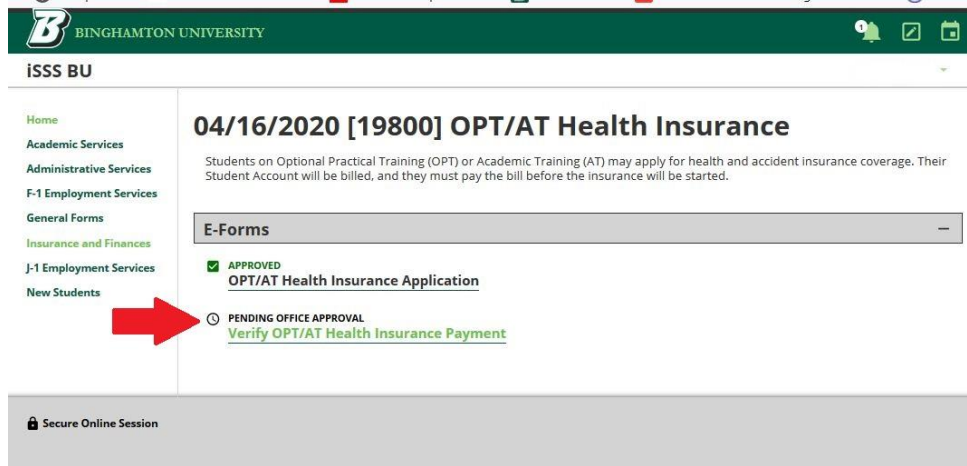 B BINGHAMTON UNIVERSITY
1
iSSS BU
Home
Academic Services
Administrative Services
F-1 Employment Services
General Forms
Insurance and Finances
J-1 Employment Services
New Students
04/16/2020 [19800] OPT/AT Health Insurance
Students on Optional Practical Training (OPT) or Academic Training (AT) may apply for health and accident insurance coverage. Their
Student Account will be billed, and they must pay the bill before the insurance will be started.
E-Forms
APPROVED
OPT/AT Health Insurance Application
PENDING OFFICE APPROVAL
Verify OPT/AT Health Insurance Payment
Secure Online Session